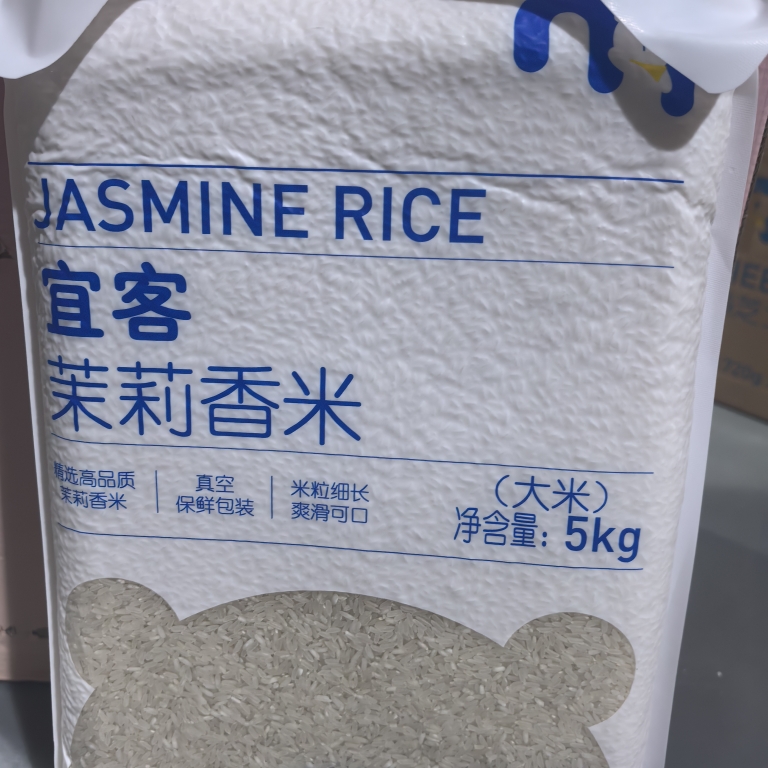 JASMINE RICE
宜客
茉莉香米
精选高品质
茉莉香米
真空
保鲜包装
米粒细长
爽滑可口
（大米）
净含量：5kg